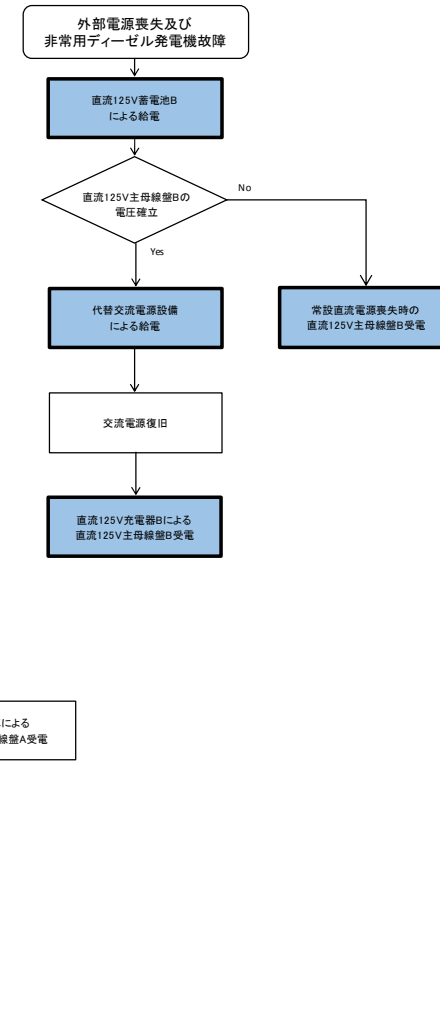 外部電源喪失及び
非常用ディーゼル発電機故障
直流125V蓄電池B
による給電
直流125V主母線盤Bの
電圧確立
No
Yes
代替交流電源設備
による給電
常設直流電源喪失時の
直流125V主母線盤B受電
交流電源復旧
直流125V充電器Bによる
直流125V主母線盤B受電
による
線盤A受電